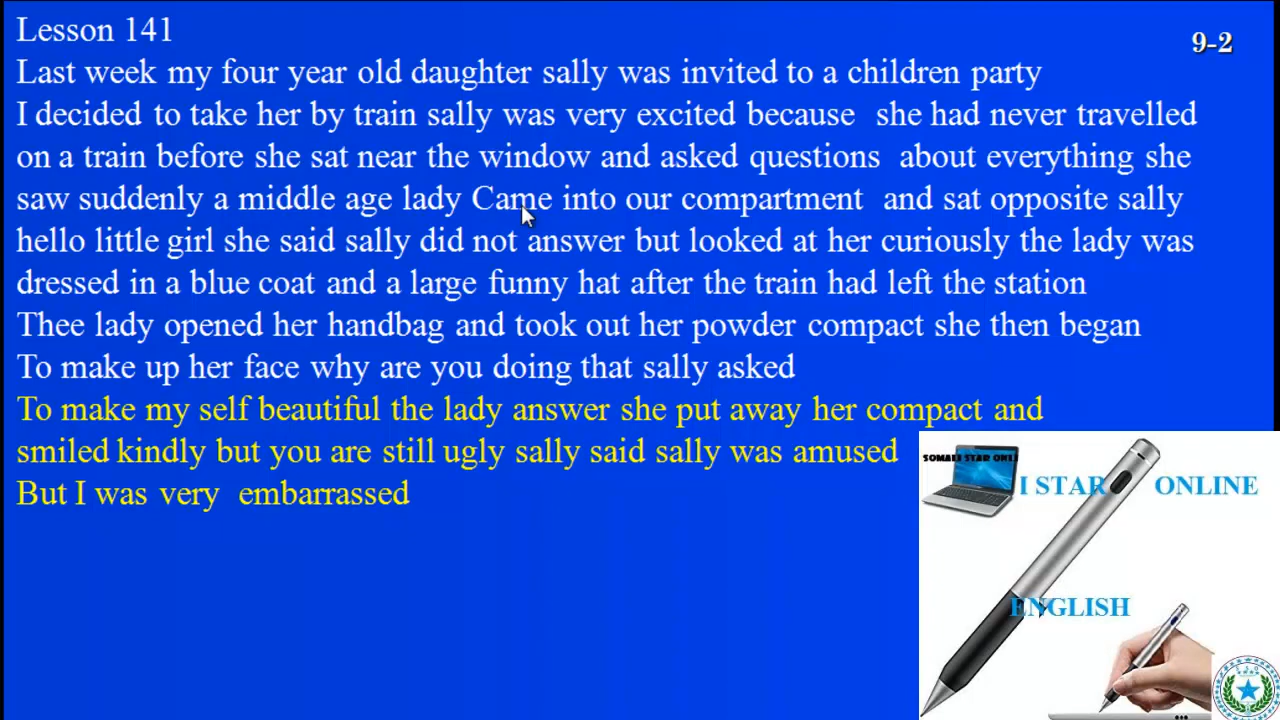 Lesson 141
9-2
Last week my four year old daughter sally was invited to a children party
I decided to take her by train sally was very excited because she had never travelled
on a train before she sat near the window and asked questions about everything she
saw suddenly a middle age lady Came into our compartment and sat opposite sally
hello little girl she said sally did not answer but looked at her curiously the lady was
dressed in a blue coat and a large funny hat after the train had left the station
Thee lady opened her handbag and took out her powder compact she then began
To make up her face why are you doing that sally asked
To make my self beautiful the lady answer she put away her compact and
smiled kindly but you are still ugly sally said sally was amused
But I was very embarrassed
SOMALI STAR ONLI
I STAR ONLINE
ENGLISH